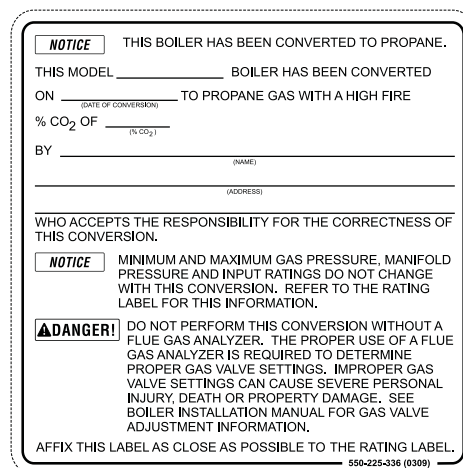 NOTICE THIS BOILER HAS BEEN CONVERTED TO PROPANE.
THIS MODEL ____________ BOILER HAS BEEN CONVERTED
ON ____________ TO PROPANE GAS WITH A HIGH FIRE
(DATE OF CONVERSION)
% CO₂ OF ________
(% CO₂)
BY ____________
(NAME)
(ADDRESS)
WHO ACCEPTS THE RESPONSIBILITY FOR THE CORRECTNESS OF
THIS CONVERSION.
NOTICE MINIMUM AND MAXIMUM GAS PRESSURE, MANIFOLD
PRESSURE AND INPUT RATINGS DO NOT CHANGE
WITH THIS CONVERSION. REFER TO THE RATING
LABEL FOR THIS INFORMATION.
DANGER! DO NOT PERFORM THIS CONVERSION WITHOUT A
FLUE GAS ANALYZER. THE PROPER USE OF A FLUE
GAS ANALYZER IS REQUIRED TO DETERMINE
PROPER GAS VALVE SETTINGS. IMPROPER GAS
VALVE SETTINGS CAN CAUSE SEVERE PERSONAL
INJURY, DEATH OR PROPERTY DAMAGE. SEE
BOILER INSTALLATION MANUAL FOR GAS VALVE
ADJUSTMENT INFORMATION.
AFFIX THIS LABEL AS CLOSE AS POSSIBLE TO THE RATING LABEL.
550-225-336 (0309)